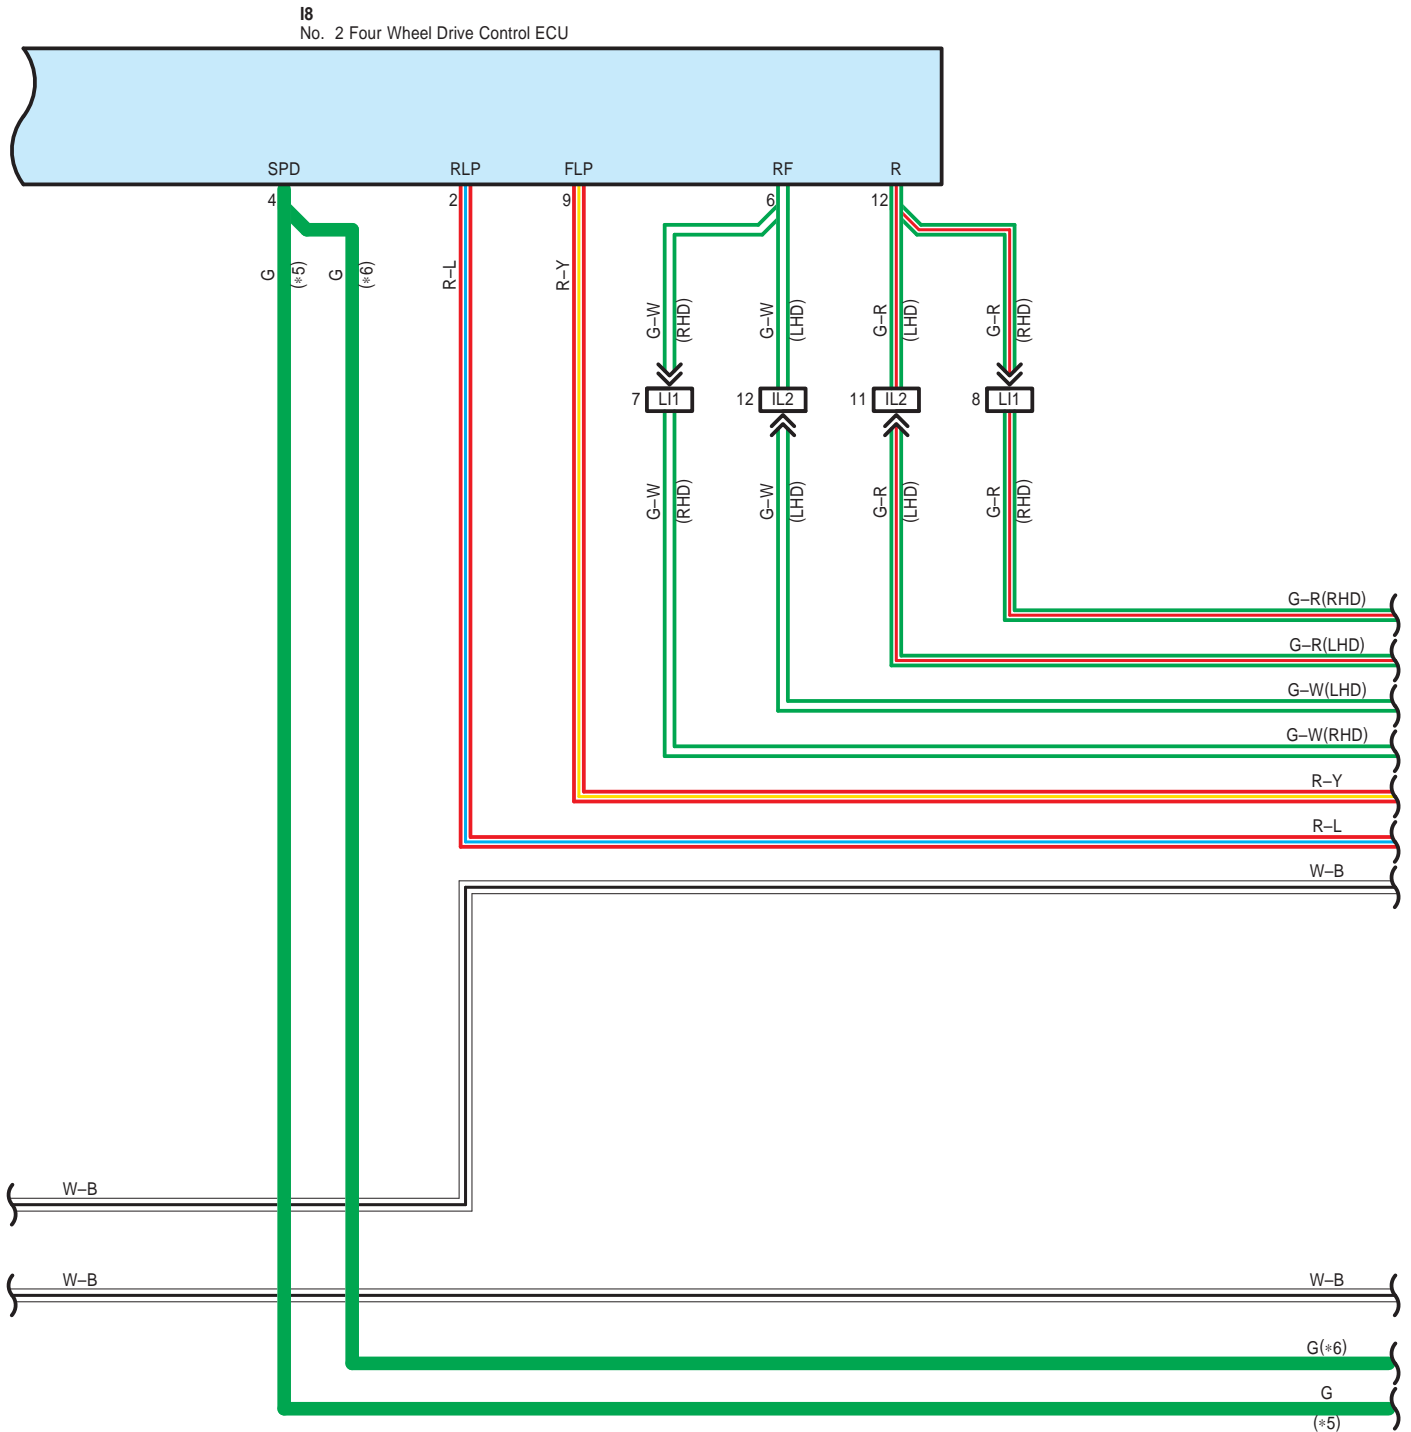 I8
No. 2 Four Wheel Drive Control ECU
SPD RLP FLP RF R
4 2 9 6 12
G (*5) G (*6) R–L R–Y
G–W (RHD) G–W (LHD) G–R (LHD) G–R (RHD)
7 LI1 12 IL2 11 IL2 8 LI1
G–W (RHD) G–W (LHD) G–R (LHD) G–R (RHD)
G–R(RHD)
G–R(LHD)
G–W(LHD)
G–W(RHD)
R–Y
R–L
W–B
W–B
W–B W–B
G(*6)
G
(*5)